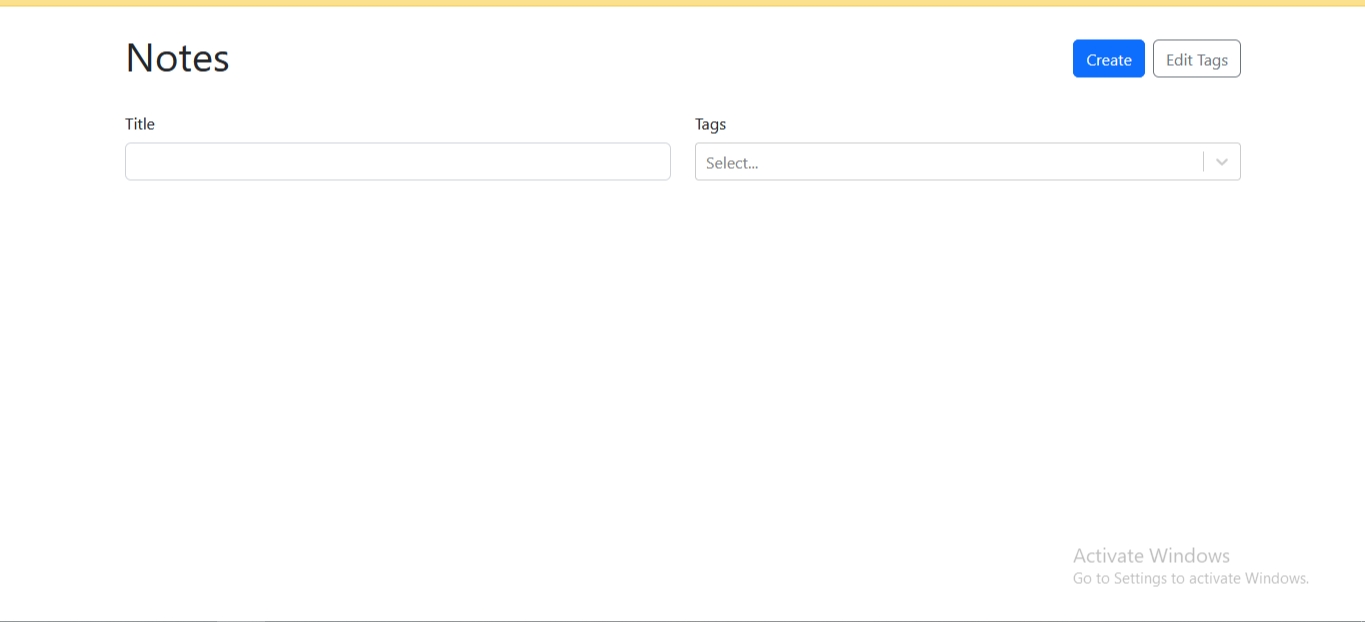 Notes
Create
Edit Tags
Title
Tags
Select...
Activate Windows
Go to Settings to activate Windows.